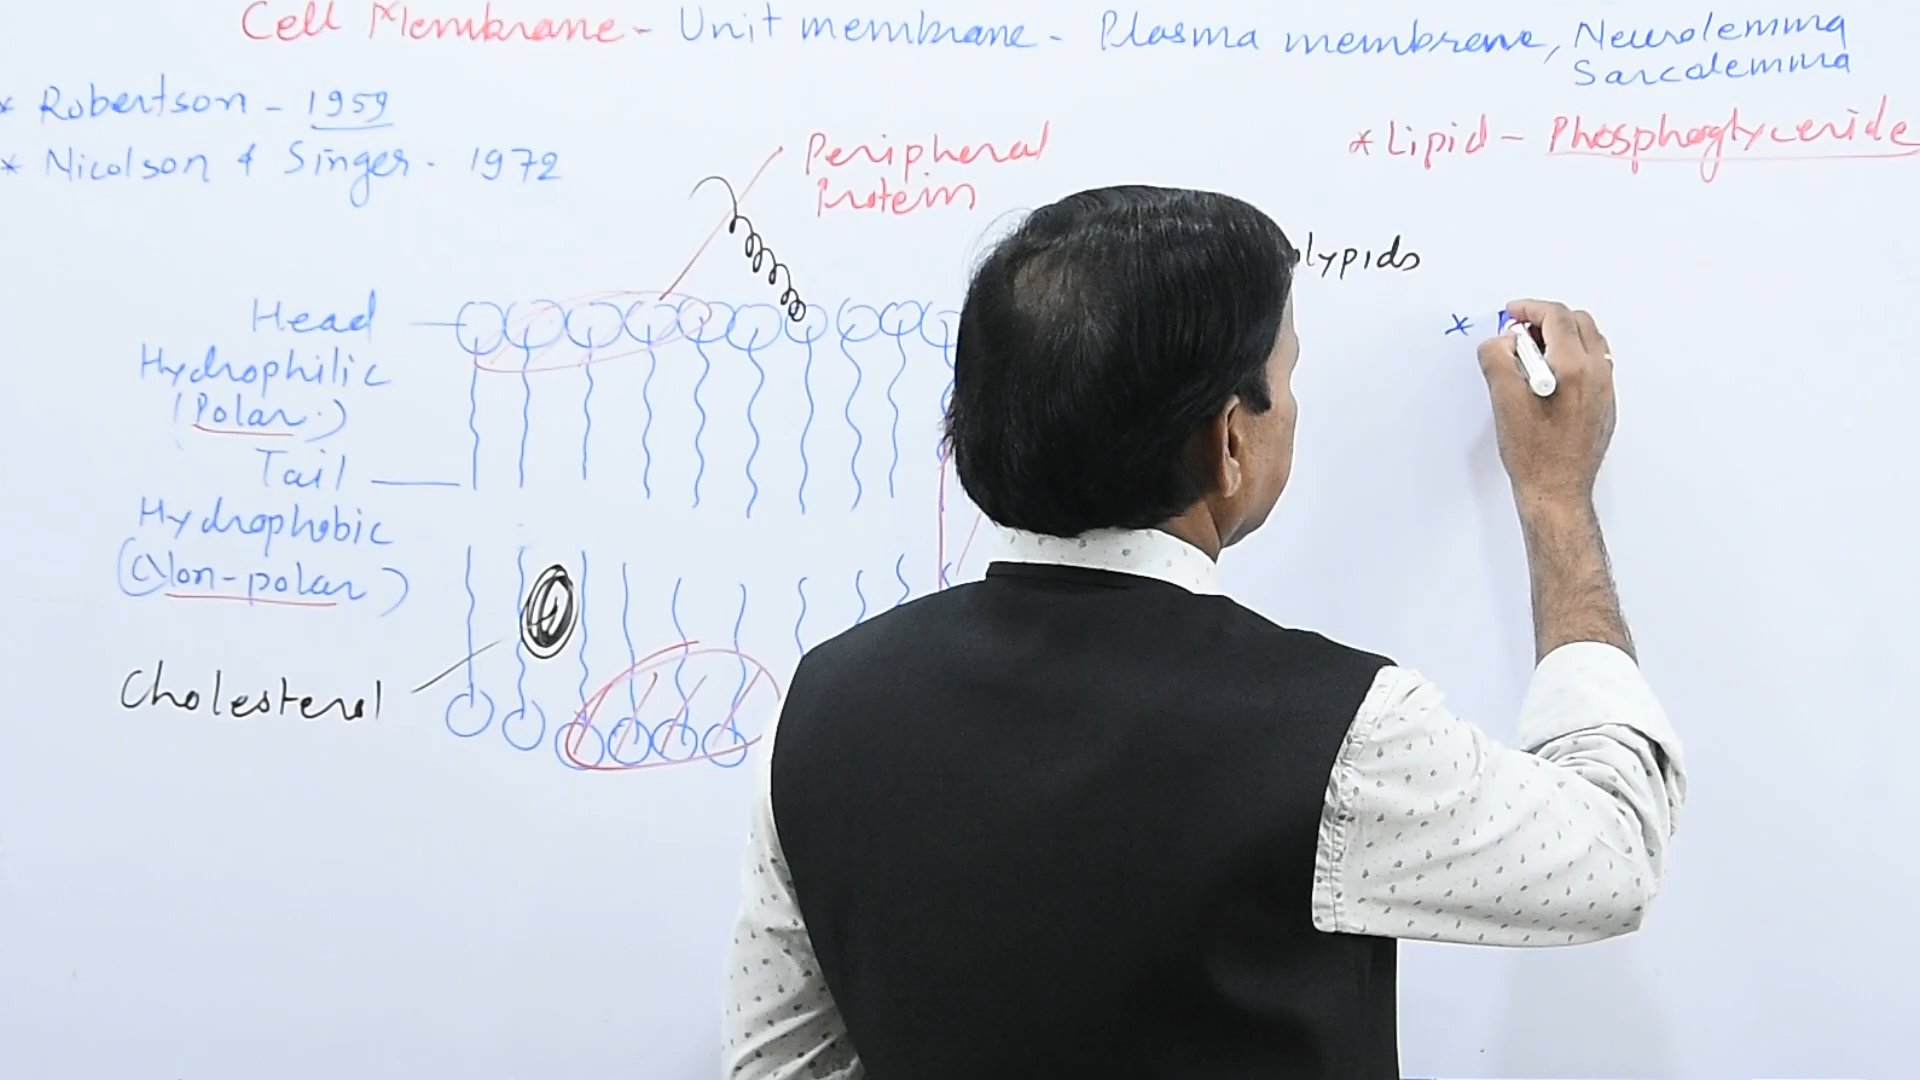 Cell Membrane - Unit membrane - Plasma membrane, Neurolemma
Sarcolemma
* Robertson - 1959
* Nicolson & Singer - 1972
* Lipid - Phosphoglyceride
Peripheral
Protein
lypids
Head
Hydrophilic
(Polar)
*
Tail
Hydrophobic
(Non-polar)
Cholesterol